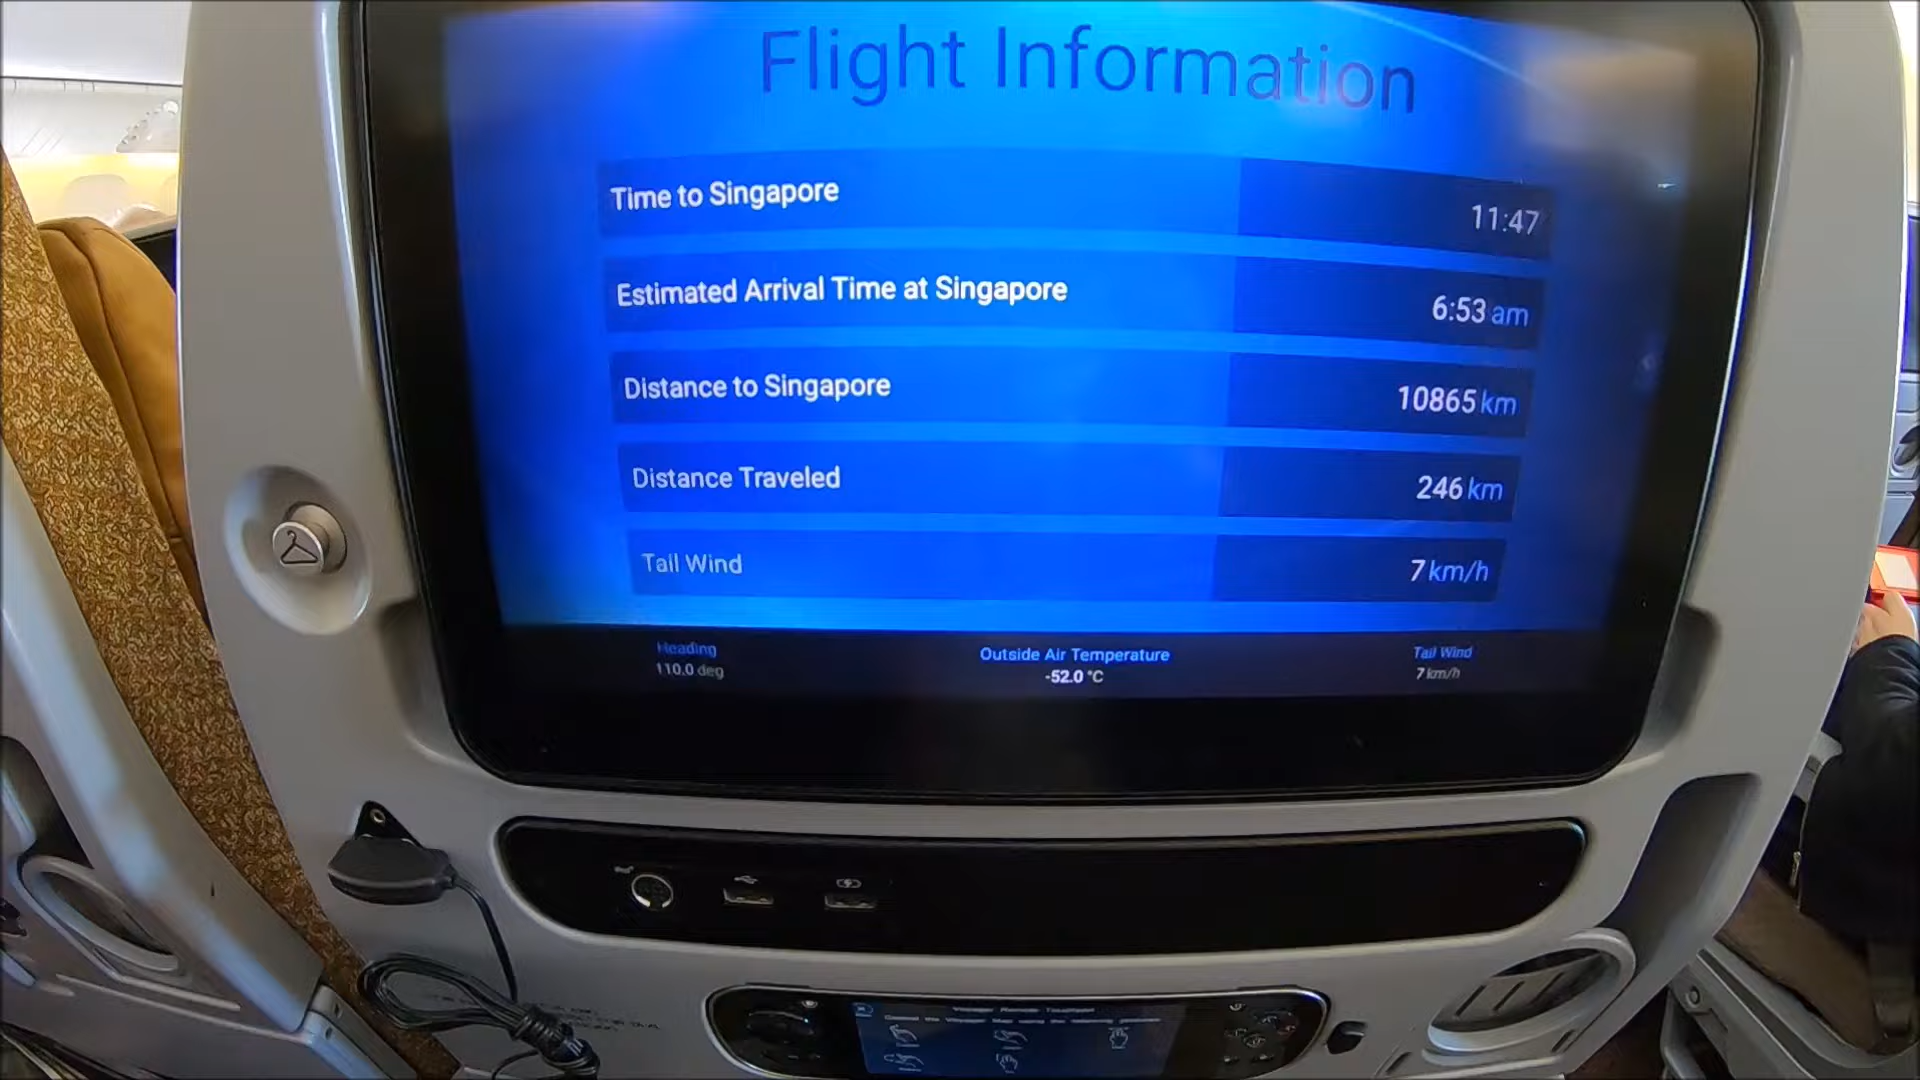 Flight Information
Time to Singapore 11:47
Estimated Arrival Time at Singapore 6:53 am
Distance to Singapore 10865 km
Distance Traveled 246 km
Tail Wind 7 km/h
Heading Outside Air Temperature Tail Wind
110.0 deg -52.0 °C 7 km/h